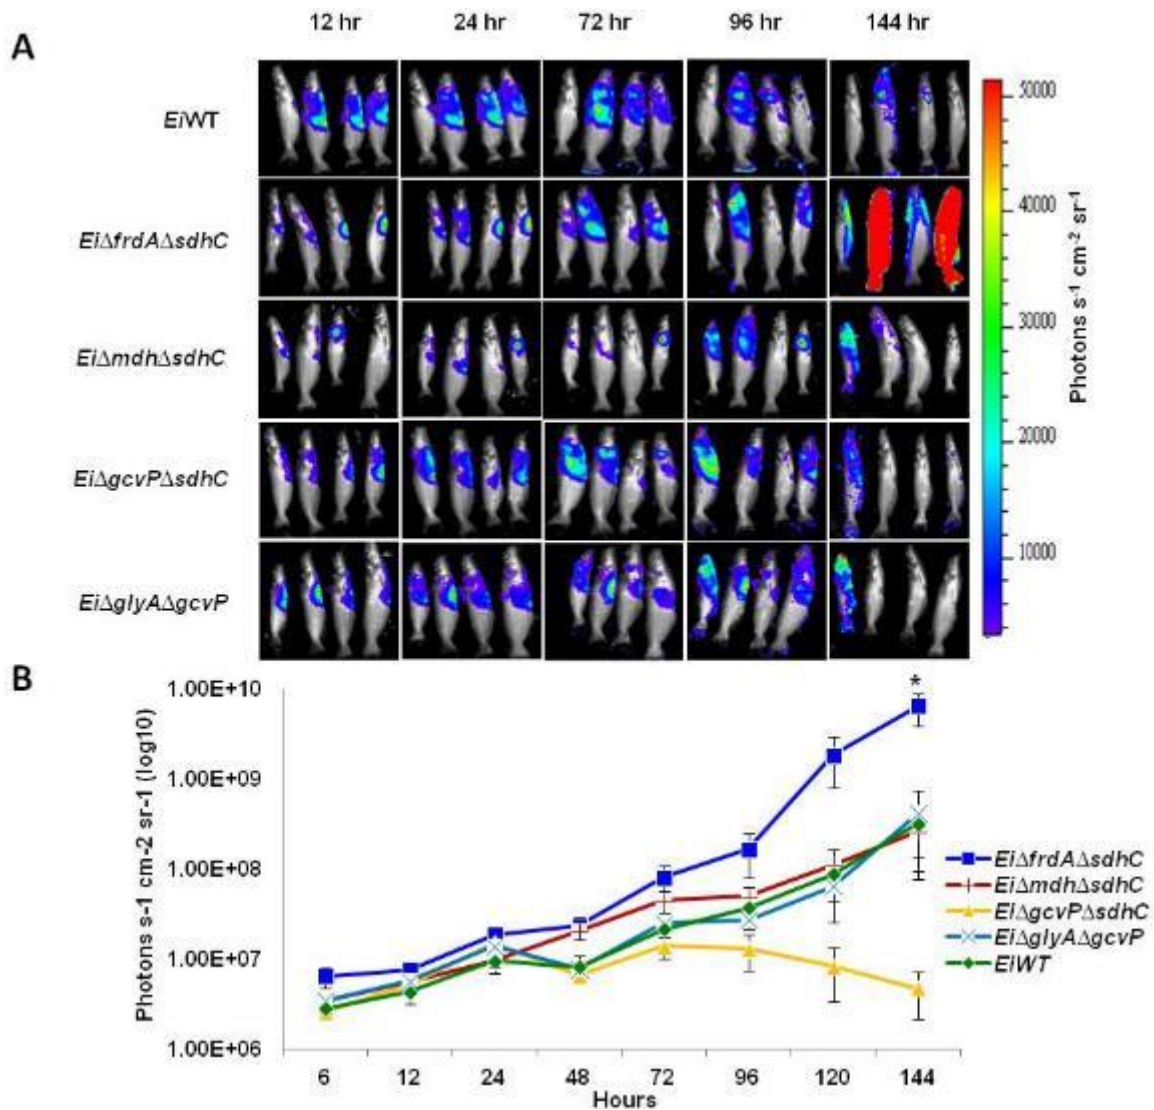 12 hr 24 hr 72 hr 96 hr 144 hr
A
EiWT
EiΔfrdAΔsdhC
EiΔmdhΔsdhC
EiΔgcvPΔsdhC
EiΔglyAΔgcvP
50000
40000
30000
20000
10000
Photons s-1 cm-2 sr-1
B
Photons s-1 cm-2 sr-1 (log10)
1.00E+10
1.00E+09
1.00E+08
1.00E+07
1.00E+06
*
6 12 24 48 72 96 120 144
Hours
EiΔfrdAΔsdhC
EiΔmdhΔsdhC
EiΔgcvPΔsdhC
EiΔglyAΔgcvP
EiWT